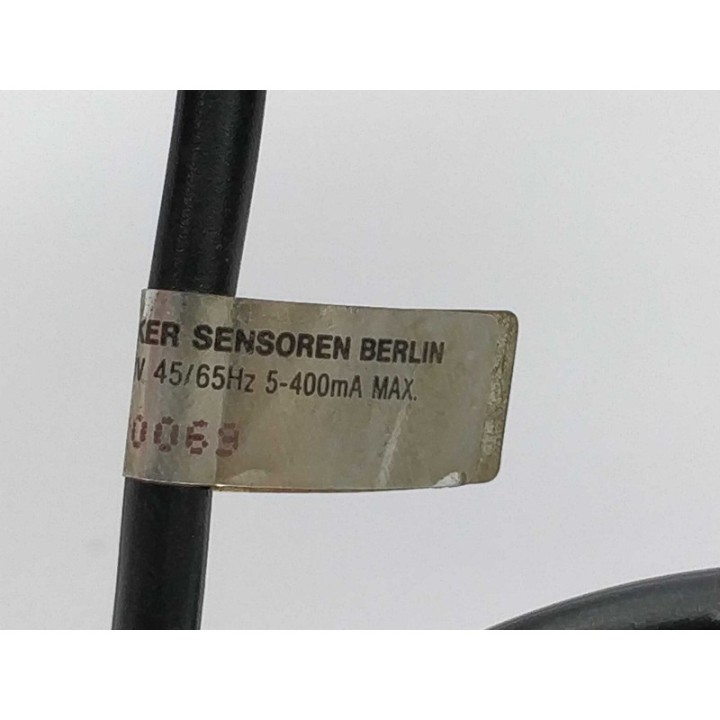 KER SENSOREN BERLIN
V 45/65Hz 5-400mA MAX.
0069